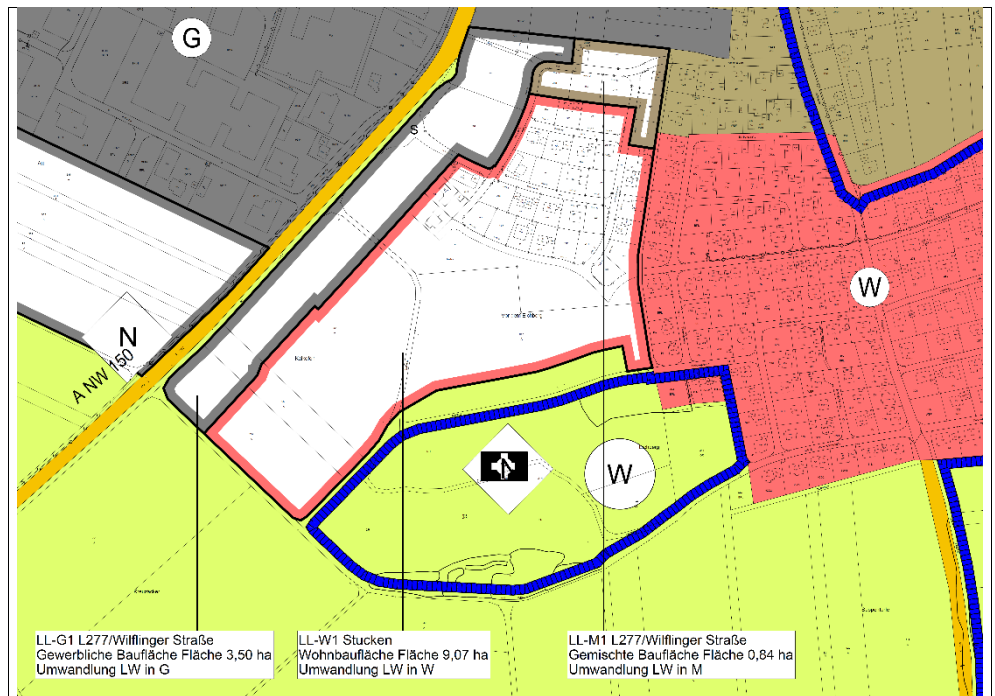 G
S
N
A NW 150
W
W
LL-G1 L277/Wilflinger Straße
Gewerbliche Baufläche Fläche 3,50 ha
Umwandlung LW in G
LL-W1 Stucken
Wohnbaufläche Fläche 9,07 ha
Umwandlung LW in W
LL-M1 L277/Wilflinger Straße
Gemischte Baufläche Fläche 0,84 ha
Umwandlung LW in M